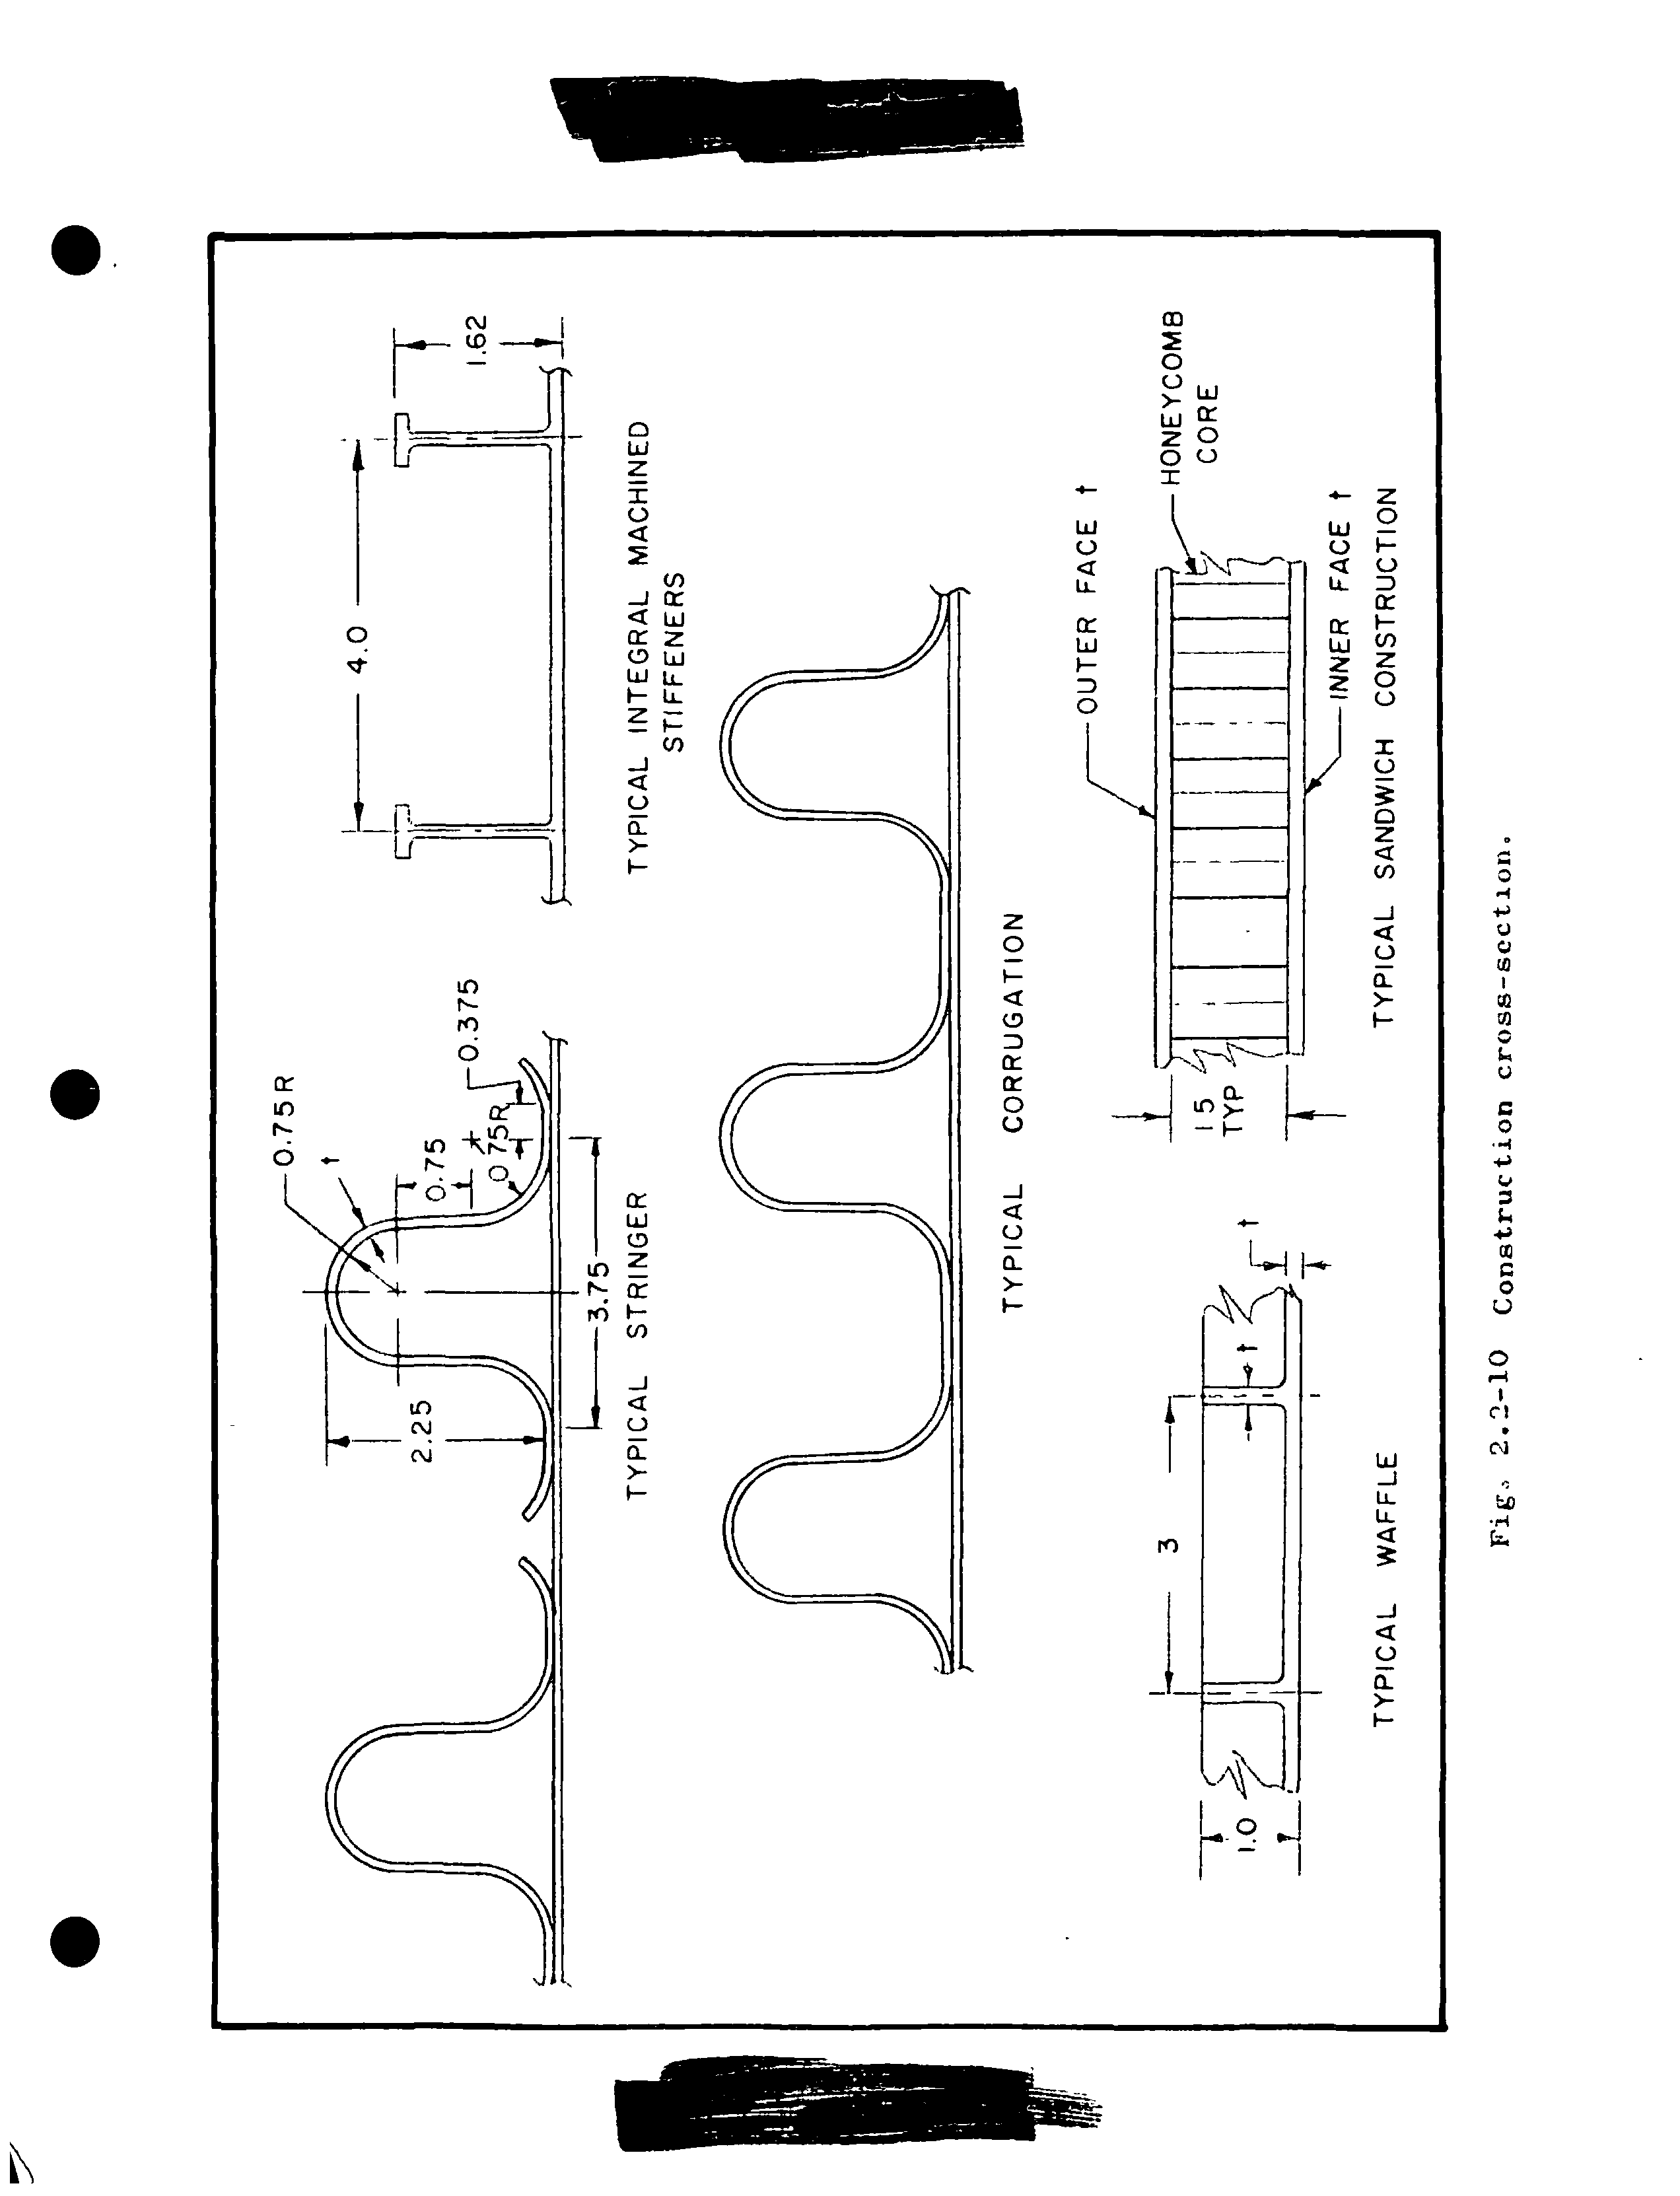 0.75R
t
0.75
0.75R
0.375
2.25
3.75
TYPICAL STRINGER
4.0
1.62
TYPICAL INTEGRAL MACHINED
STIFFENERS
TYPICAL CORRUGATION
3
1.0
t
t
TYPICAL WAFFLE
OUTER FACE t
HONEYCOMB
CORE
1.5
TYP
INNER FACE t
TYPICAL SANDWICH CONSTRUCTION
Fig. 2.2-10 Construction cross-section.